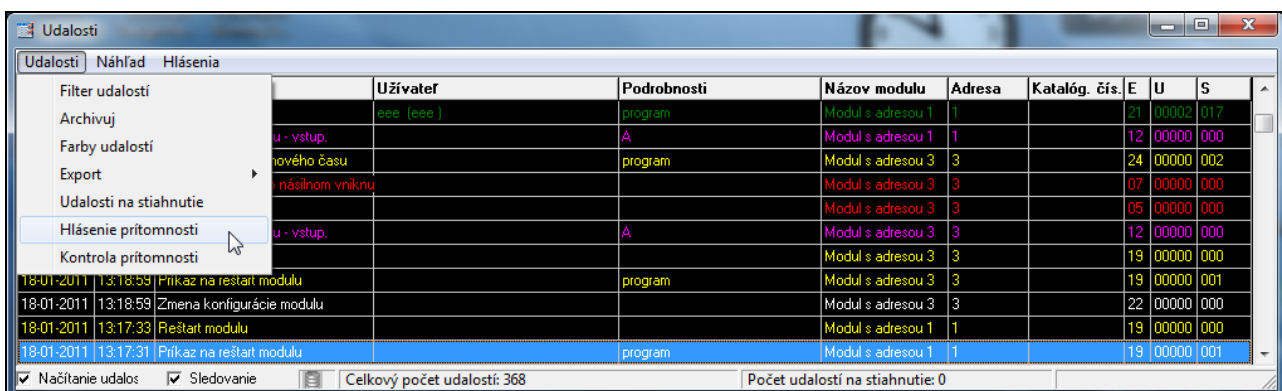 Udalosti
Udalosti Náhľad Hlásenia
Užívateľ Podrobnosti Názov modulu Adresa Katalóg. čís. E U S
Filter udalostí
eee (eee ) program Modul s adresou 1 1 21 00002 017
Archivuj
u - vstup. A Modul s adresou 1 1 12 00000 000
Farby udalostí
nového času program Modul s adresou 3 3 24 00000 002
Export
násilnom vniknu Modul s adresou 3 3 07 00000 000
Udalosti na stiahnutie
Modul s adresou 3 3 05 00000 000
Hlásenie prítomnosti
u - vstup. A Modul s adresou 3 3 12 00000 000
Kontrola prítomnosti
Modul s adresou 3 3 19 00000 000
18-01-2011 13:18:59 Príkaz na reštart modulu program Modul s adresou 3 3 19 00000 001
18-01-2011 13:18:59 Zmena konfigurácie modulu Modul s adresou 3 3 22 00000 000
18-01-2011 13:17:33 Reštart modulu Modul s adresou 1 1 19 00000 000
18-01-2011 13:17:31 Príkaz na reštart modulu program Modul s adresou 1 1 19 00000 001
Načítanie udalos Sledovanie Celkový počet udalostí: 368 Počet udalostí na stiahnutie: 0